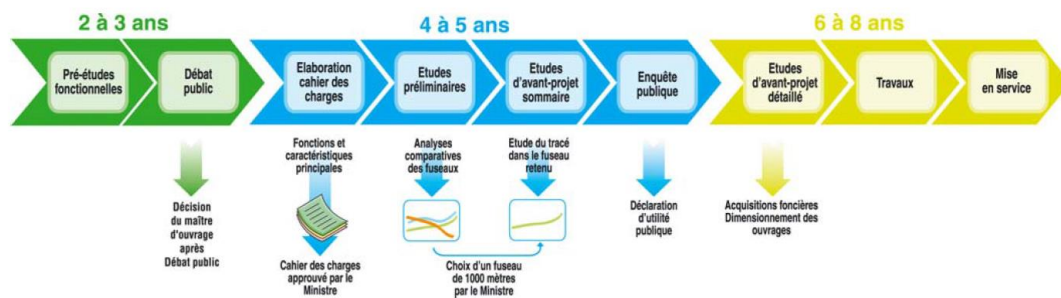 2 à 3 ans
4 à 5 ans
6 à 8 ans
Pré-études
fonctionnelles
Débat
public
Elaboration
cahier des
charges
Etudes
préliminaires
Etudes
d'avant-projet
sommaire
Enquête
publique
Etudes
d'avant-projet
détaillé
Travaux
Mise
en service
Fonctions et
caractéristiques
principales
Analyses
comparatives
des fuseaux
Etude du tracé
dans le fuseau
retenu
Décision
du maître
d'ouvrage
après
Débat public
Cahier des charges
approuvé par le
Ministre
Choix d'un fuseau
de 1000 mètres
par le Ministre
Déclaration
d'utilité
publique
Acquisitions foncières
Dimensionnement des
ouvrages